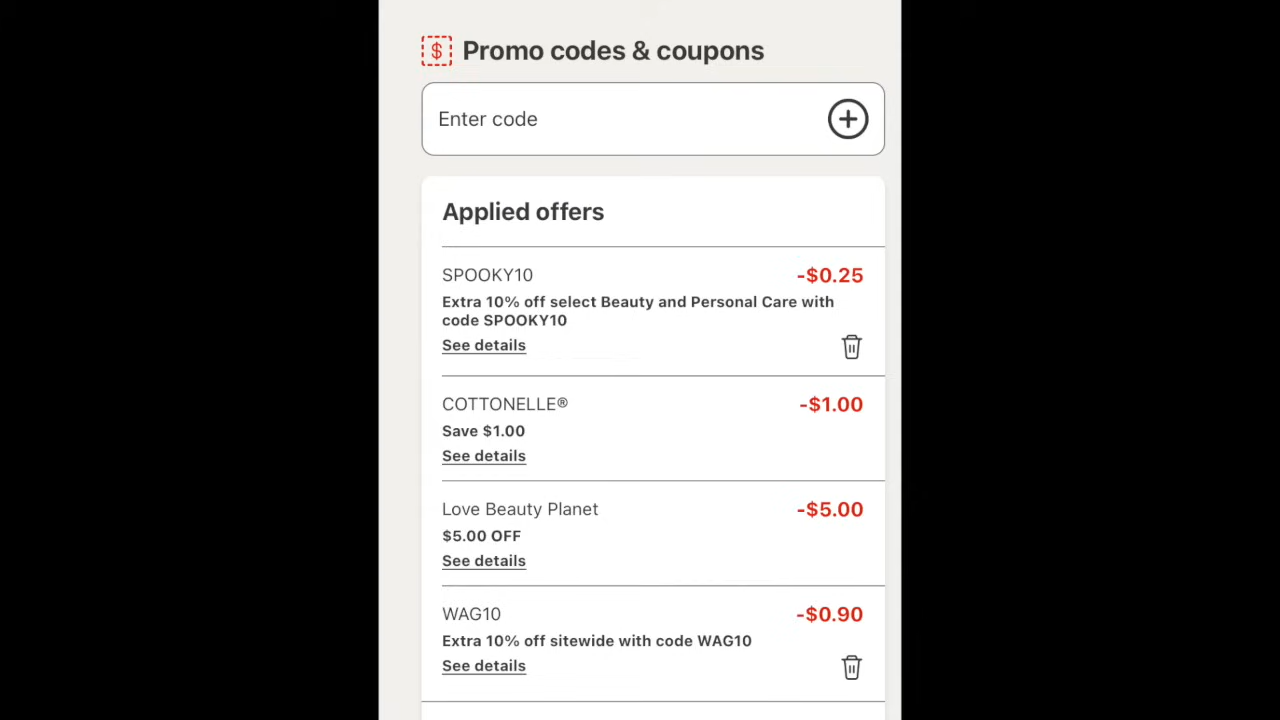 Promo codes & coupons
Enter code
Applied offers
SPOOKY10 -$0.25
Extra 10% off select Beauty and Personal Care with
code SPOOKY10
See details
COTTONELLE® -$1.00
Save $1.00
See details
Love Beauty Planet -$5.00
$5.00 OFF
See details
WAG10 -$0.90
Extra 10% off sitewide with code WAG10
See details